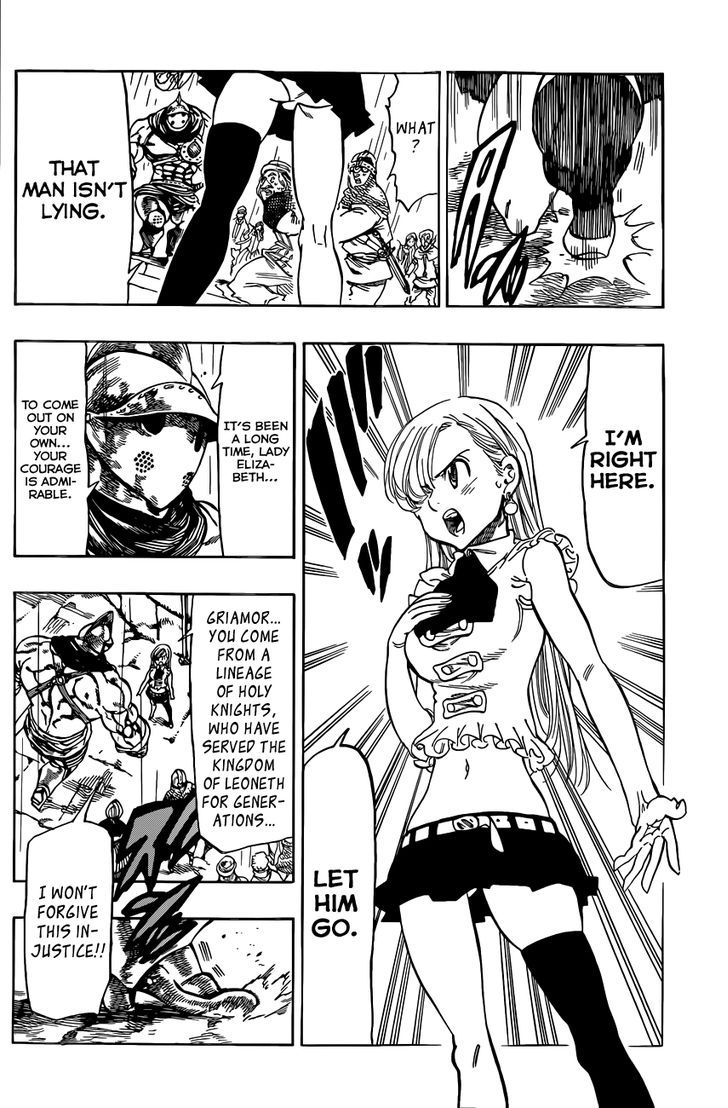 WHAT
?
THAT
MAN ISN'T
LYING.
I'M
RIGHT
HERE.
LET
HIM
GO.
IT'S BEEN
A LONG
TIME, LADY
ELIZA-
BETH...
TO COME
OUT ON
YOUR
OWN...
YOUR
COURAGE
IS ADMI-
RABLE.
GRIAMOR...
YOU COME
FROM A
LINEAGE
OF HOLY
KNIGHTS,
WHO HAVE
SERVED THE
KINGDOM
OF LEONETH
FOR GENER-
ATIONS...
I WON'T
FORGIVE
THIS IN-
JUSTICE!!